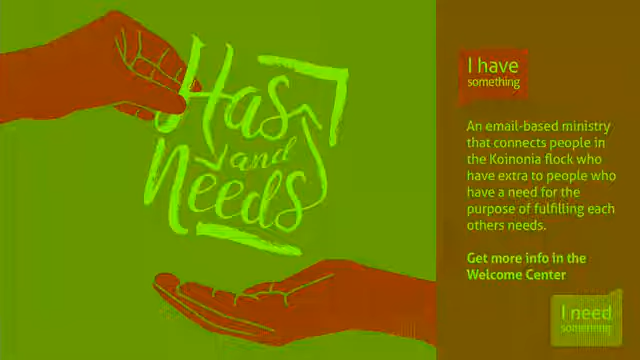 Has
and
Needs
I have
something
An email-based ministry
that connects people in
the Koinonia flock who
have extra to people who
have a need for the
purpose of fulfilling each
others needs.
Get more info in the
Welcome Center
I need
something